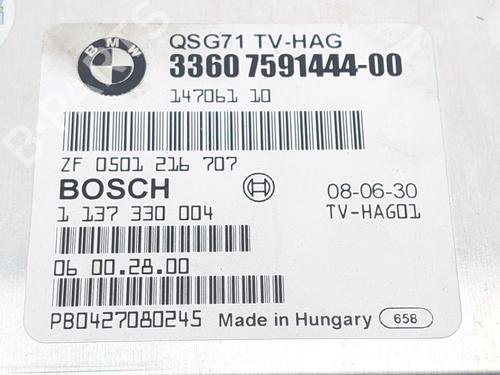 BMW
QSG71 TV-HAG
3360 7591444-00
147061 10
ZF 0501 216 707
BOSCH
08-06-30
1 137 330 004
TV-HAG01
06 00.28.00
PB0427080245
Made in Hungary
658
B-PARTS